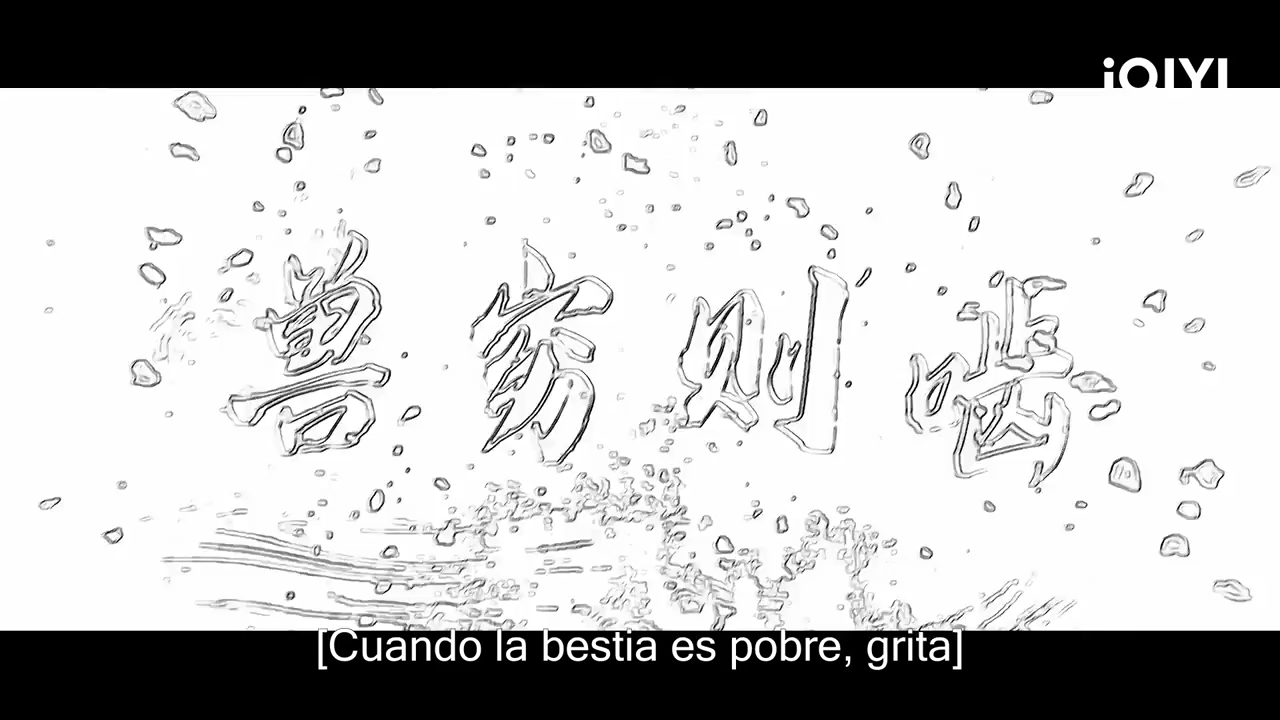 iQIYI
兽穷则啮
[Cuando la bestia es pobre, grita]